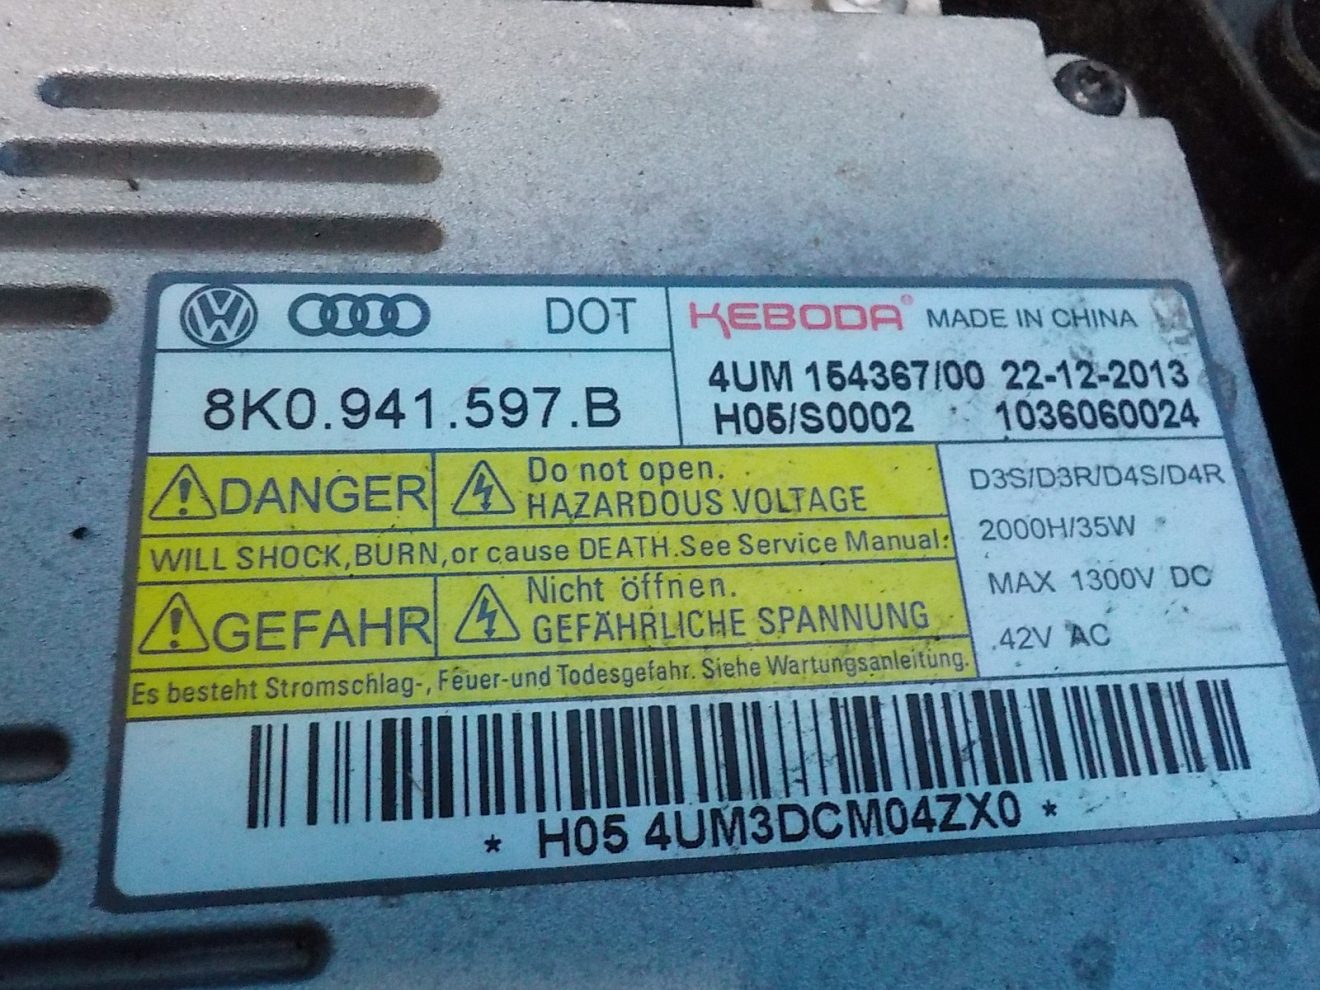 DOT
KEBODA® MADE IN CHINA
8K0.941.597.B
4UM 154367/00 22-12-2013
H05/S0002 1036060024
DANGER
Do not open.
HAZARDOUS VOLTAGE
WILL SHOCK,BURN,or cause DEATH.See Service Manual.
GEFAHR
Nicht öffnen.
GEFÄHRLICHE SPANNUNG
Es besteht Stromschlag-, Feuer-und Todesgefahr. Siehe Wartungsanleitung.
D3S/D3R/D4S/D4R
2000H/35W
MAX 1300V DC
42V AC
* H05 4UM3DCM04ZX0 *